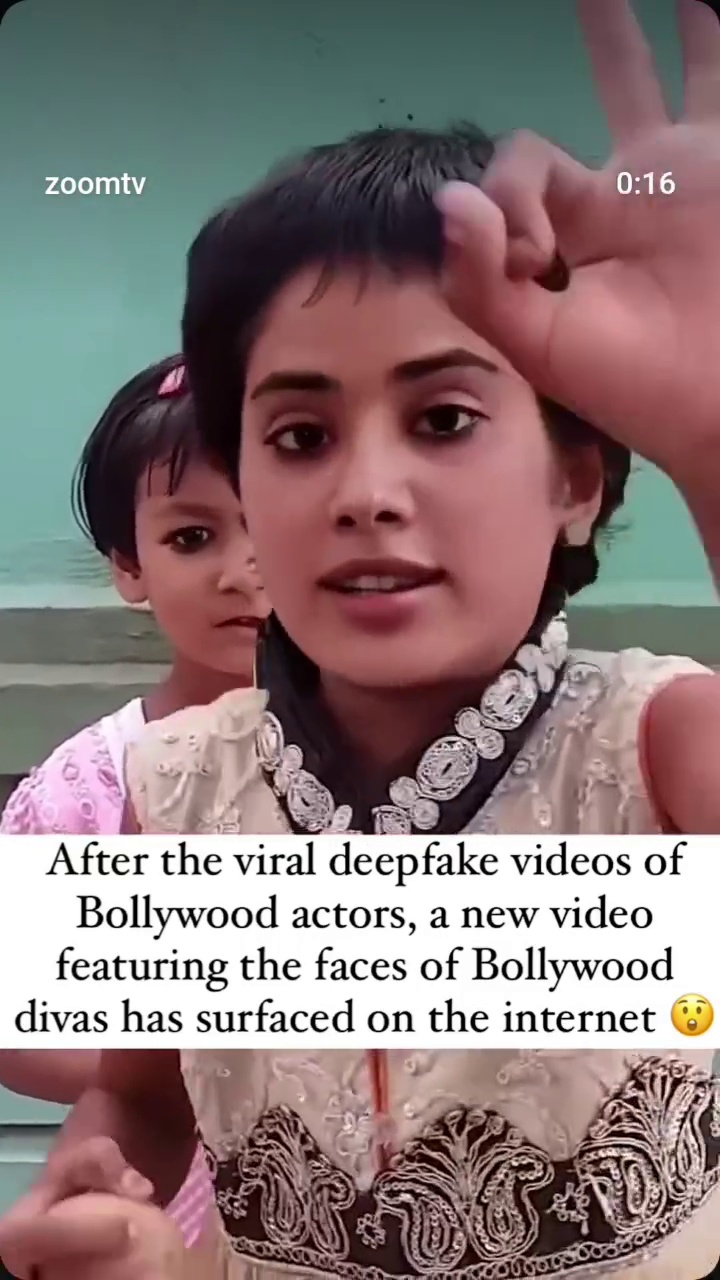 zoomtv
0:16
After the viral deepfake videos of
Bollywood actors, a new video
featuring the faces of Bollywood
divas has surfaced on the internet 😲